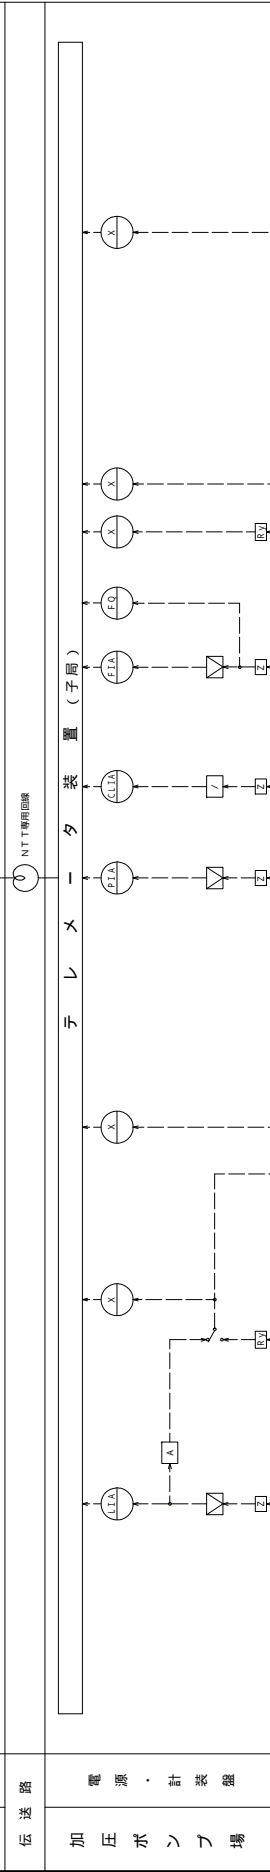 伝送路
NTT専用回線
加圧ポンプ場
電源・計装盤
テレメータ装置(子局)
LIA
X
X
PIA
CLIA
FIA
FQ
X
X
X
A
/
Z
Ry
Z
Z
Z
Ry